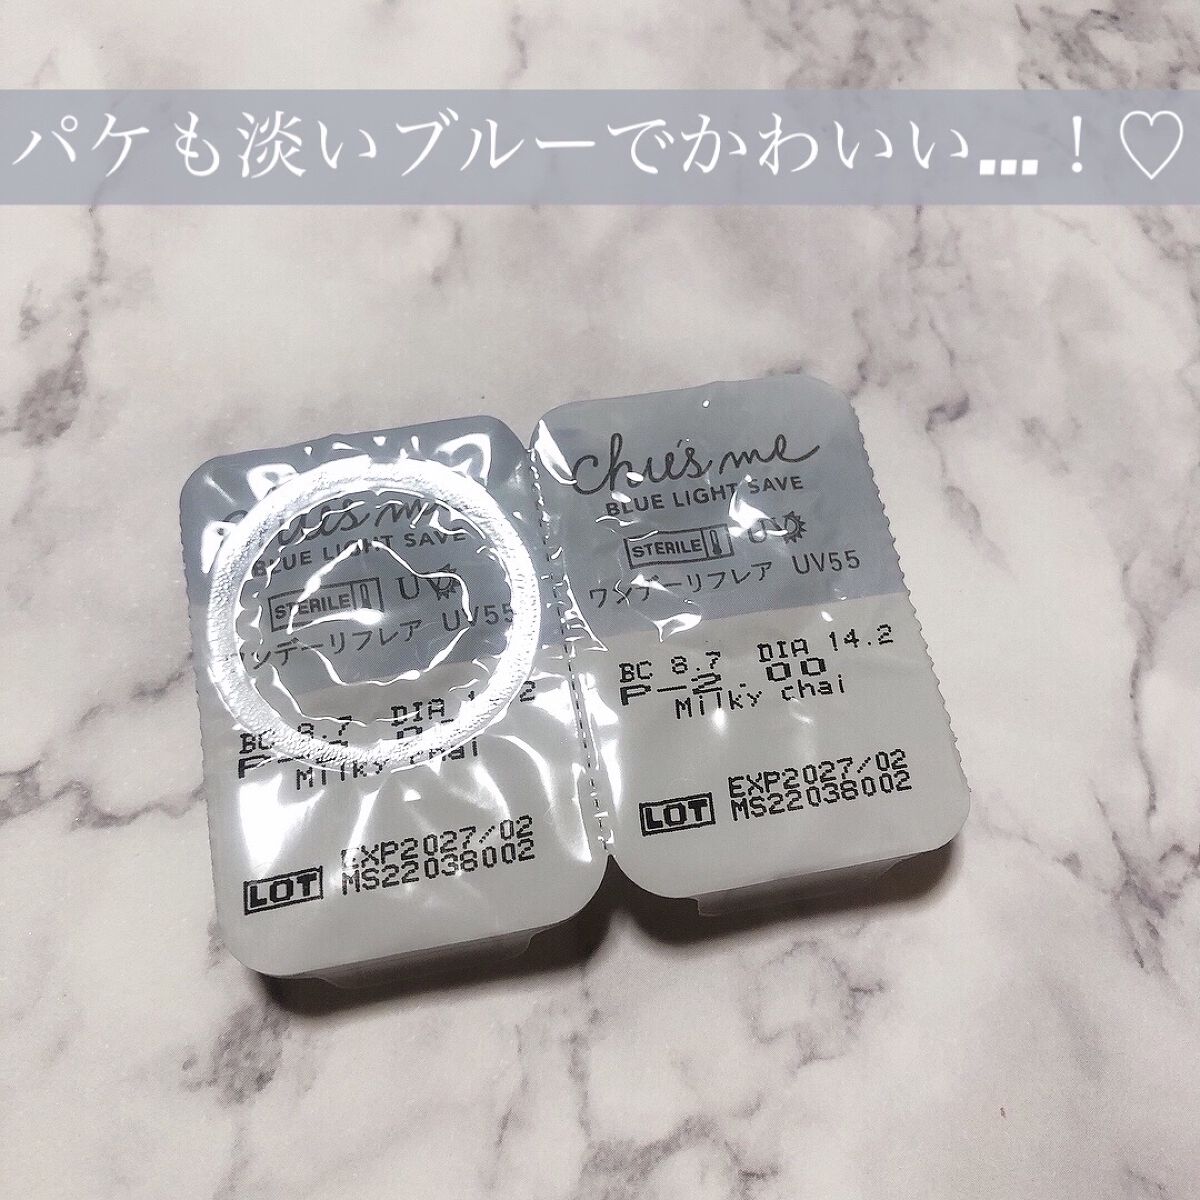 パケも淡いブルーでかわいい…！♡
chu's me
BLUE LIGHT SAVE
STERILE UV
ワンデーリフレア UV55
BC 8.7 DIA 14.2
P-2.00
Milky chai
LOT
EXP2027/02
MS22038002
chu's me
BLUE LIGHT SAVE
STERILE UV
ワンデーリフレア UV55
BC 8.7 DIA 14.2
Milky chai
LOT
EXP2027/02
MS22038002